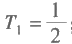 T₁ = 1/2;